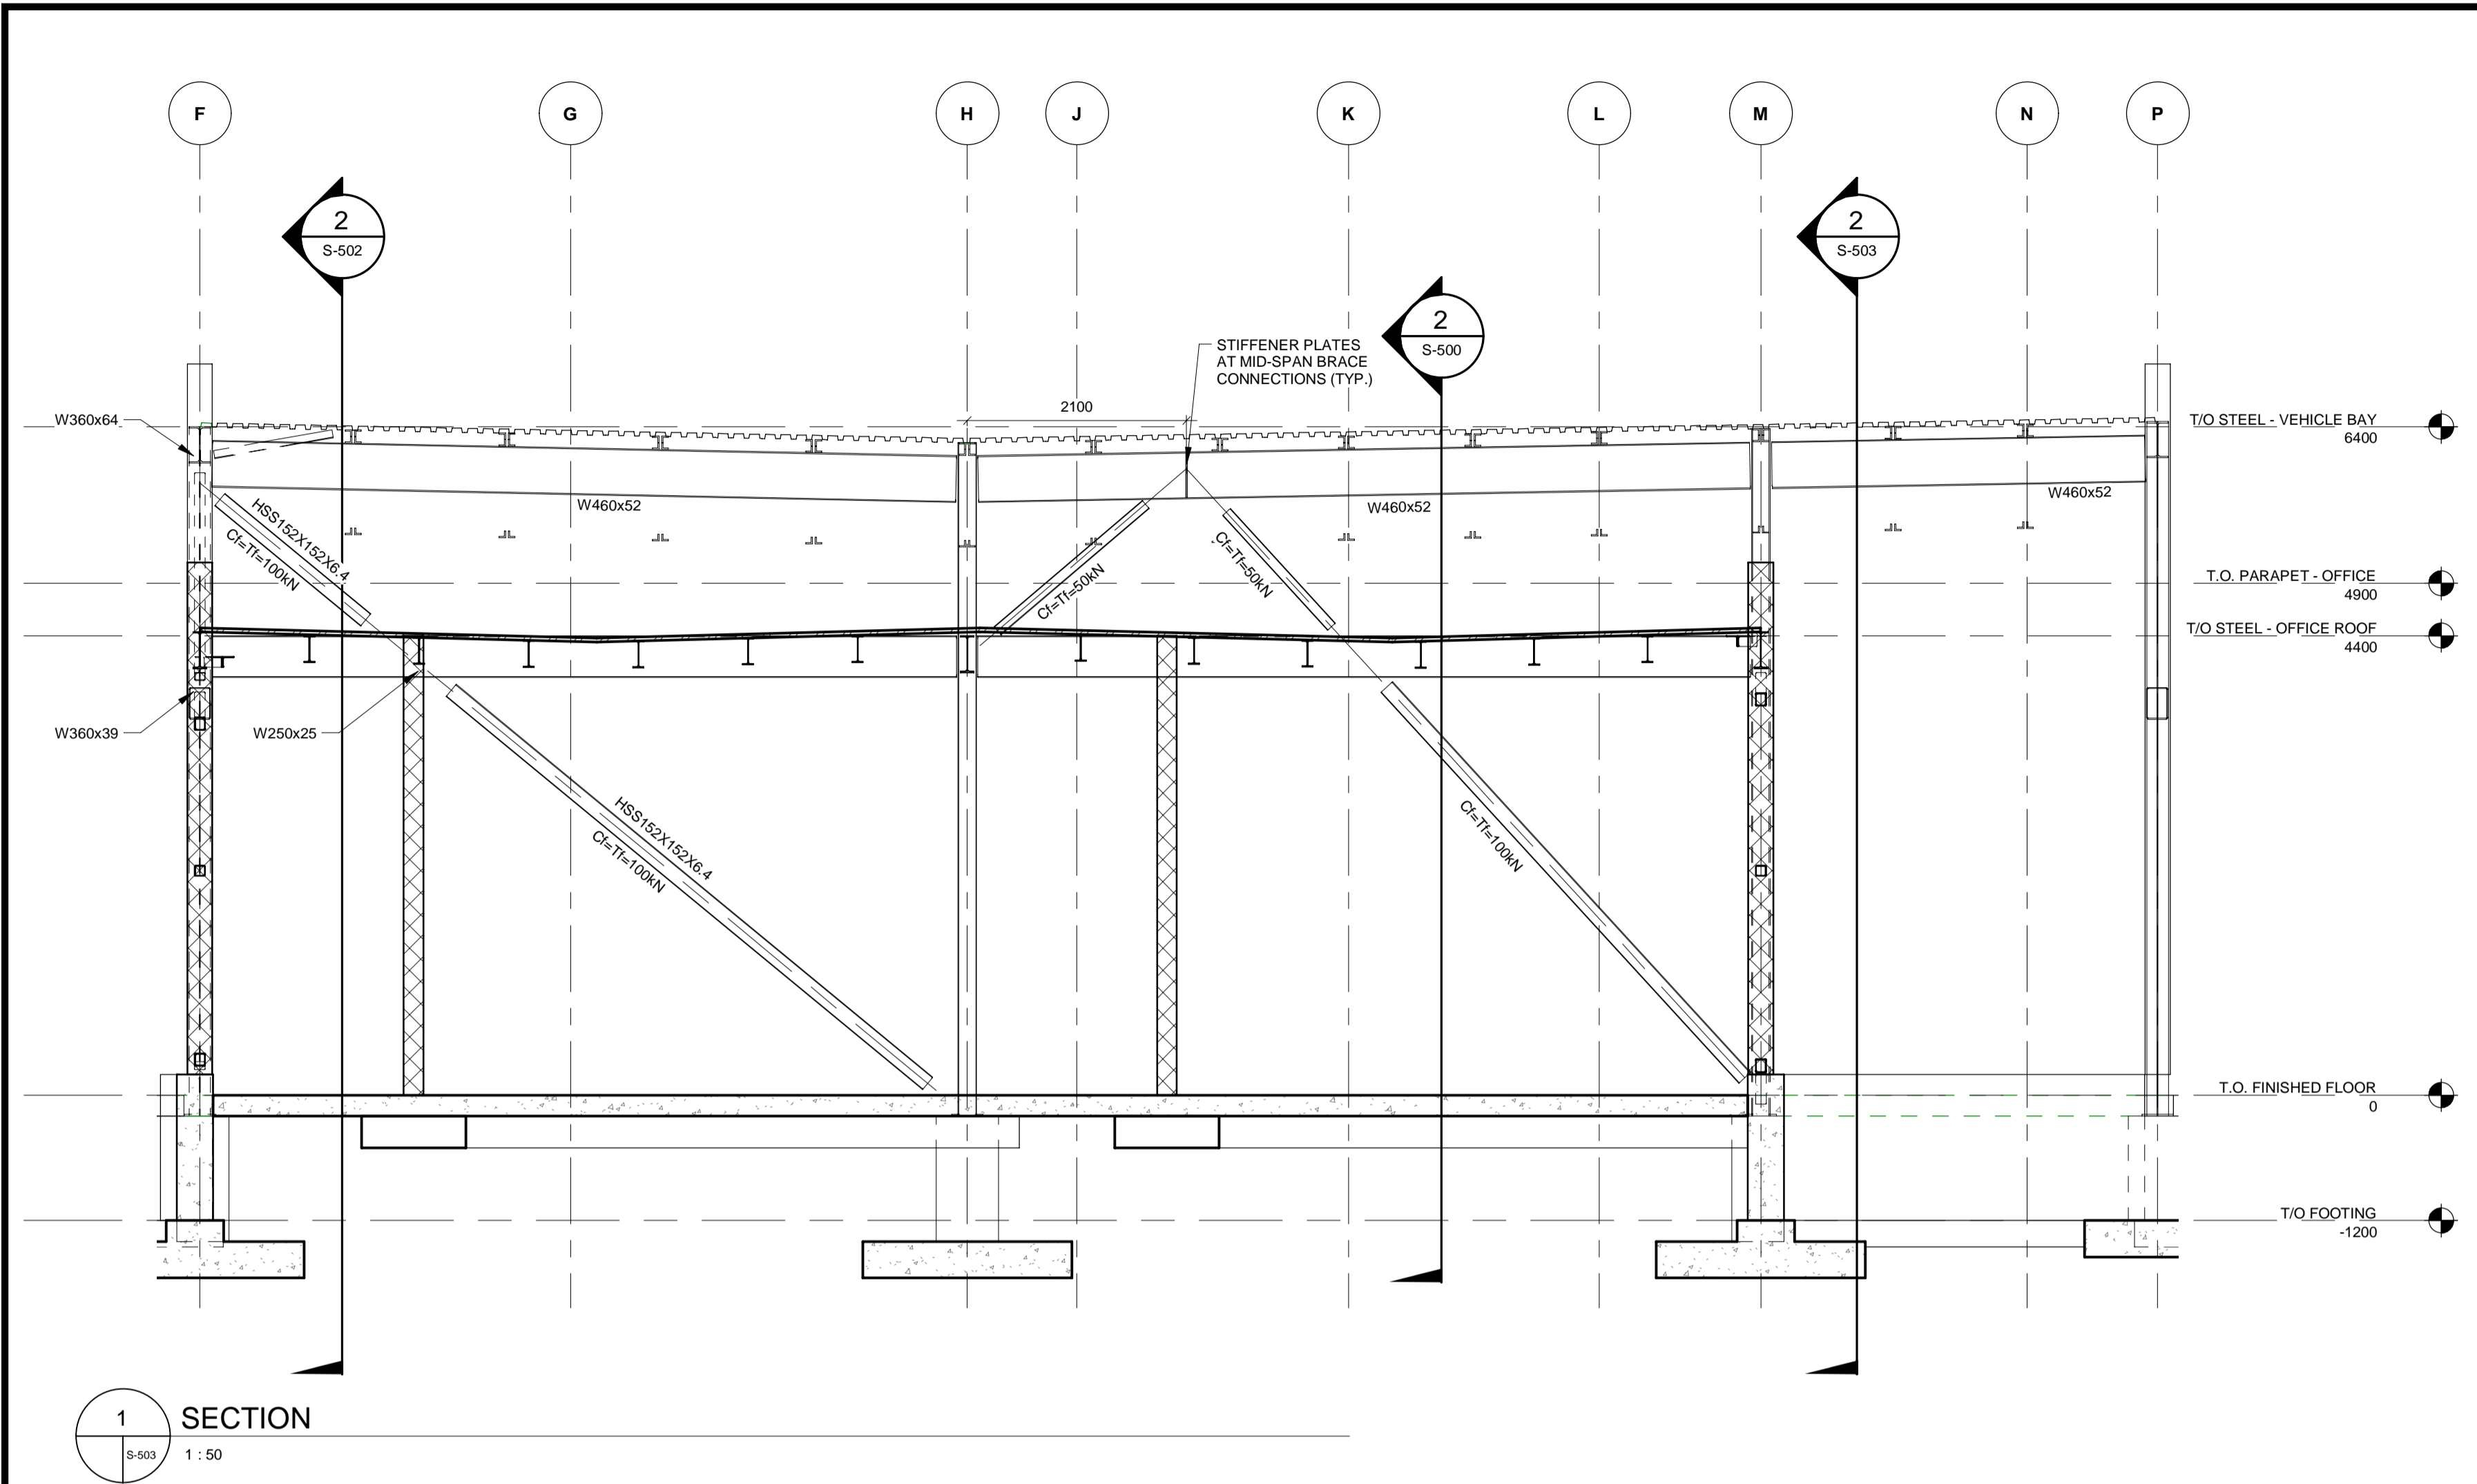 F
G
H
J
K
L
M
N
P
2
S-502
2
S-503
2
S-500
STIFFENER PLATES
AT MID-SPAN BRACE
CONNECTIONS (TYP.)
2100
W360x64
T/O STEEL - VEHICLE BAY
6400
W460x52
W460x52
W460x52
HSS152X152X6.4
Cf=Tf=100kN
Cf=Tf=50kN
Cf=Tf=50kN
T.O. PARAPET - OFFICE
4900
T/O STEEL - OFFICE ROOF
4400
W360x39
W250x25
HSS152X152X6.4
Cf=Tf=100kN
Cf=Tf=100kN
T.O. FINISHED FLOOR
0
T/O FOOTING
-1200
1
S-503
SECTION
1 : 50